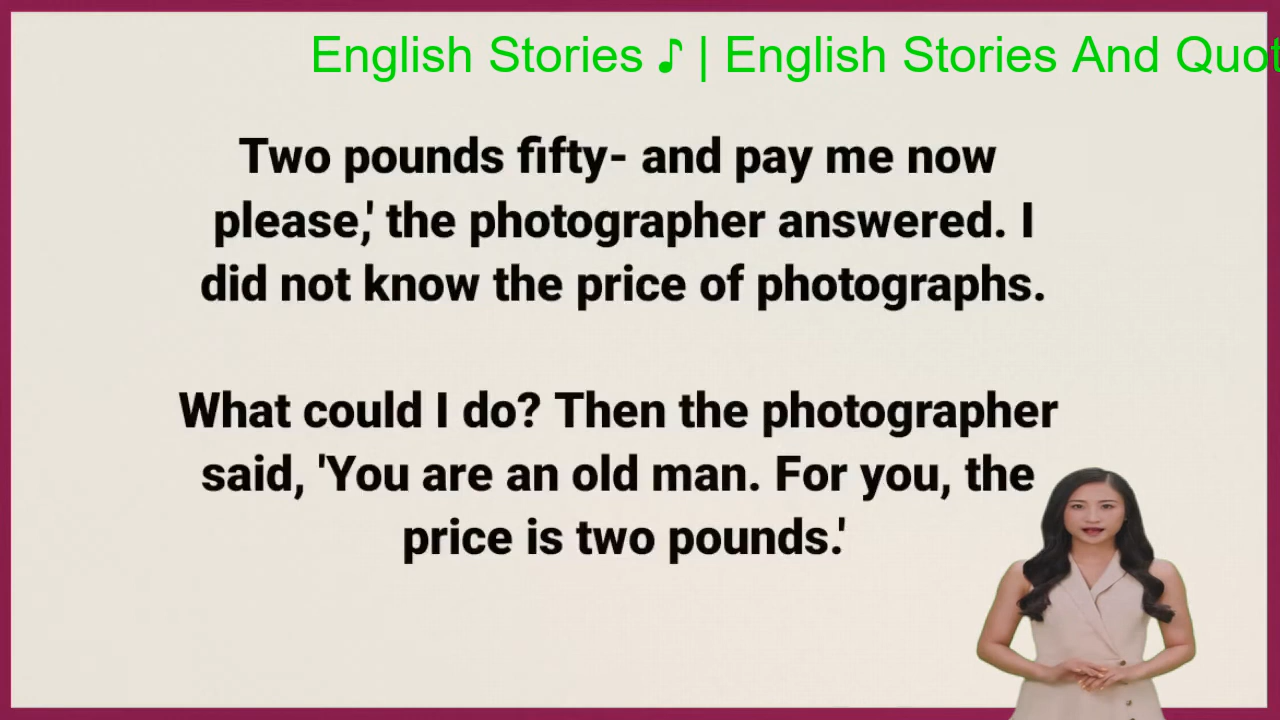 English Stories ♪ | English Stories And Quot
Two pounds fifty- and pay me now
please,' the photographer answered. I
did not know the price of photographs.
What could I do? Then the photographer
said, 'You are an old man. For you, the
price is two pounds.'